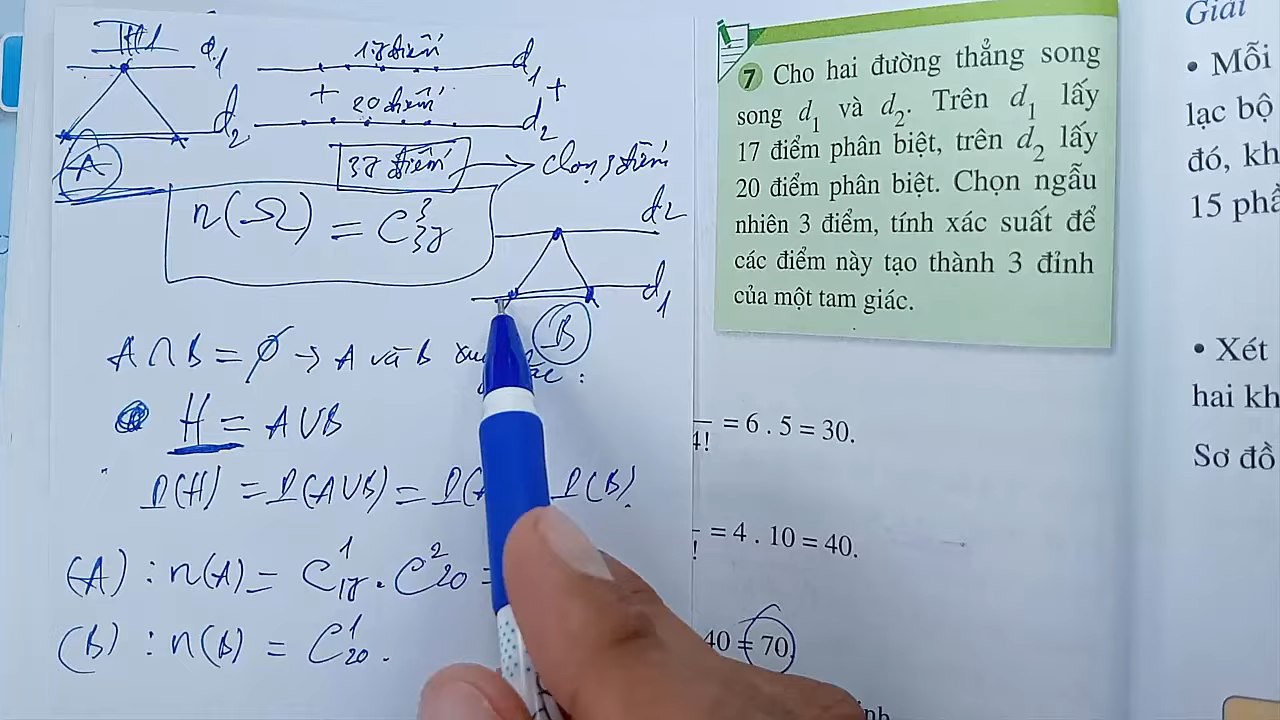 TH1
d1
17 điểm
d1
d2
+ 20 điểm
d2 +
A
37 điểm → chọn 3 điểm
n(Ω) = C³37
d2
d1
B
A ∩ B = ∅ → A và B
H = A∪B
P(H) = P(A∪B) = P(A P(B)
(A) : n(A) = C¹17 . C²20 =
(B) : n(B) = C¹20 .
7 Cho hai đường thẳng song
song d1 và d2. Trên d1 lấy
17 điểm phân biệt, trên d2 lấy
20 điểm phân biệt. Chọn ngẫu
nhiên 3 điểm, tính xác suất để
các điểm này tạo thành 3 đỉnh
của một tam giác.
4! = 6 . 5 = 30.
! = 4 . 10 = 40.
40 = 70.
Giải
• Mỗi
lạc bộ
đó, kh
15 phầ
• Xét
hai kh
Sơ đồ